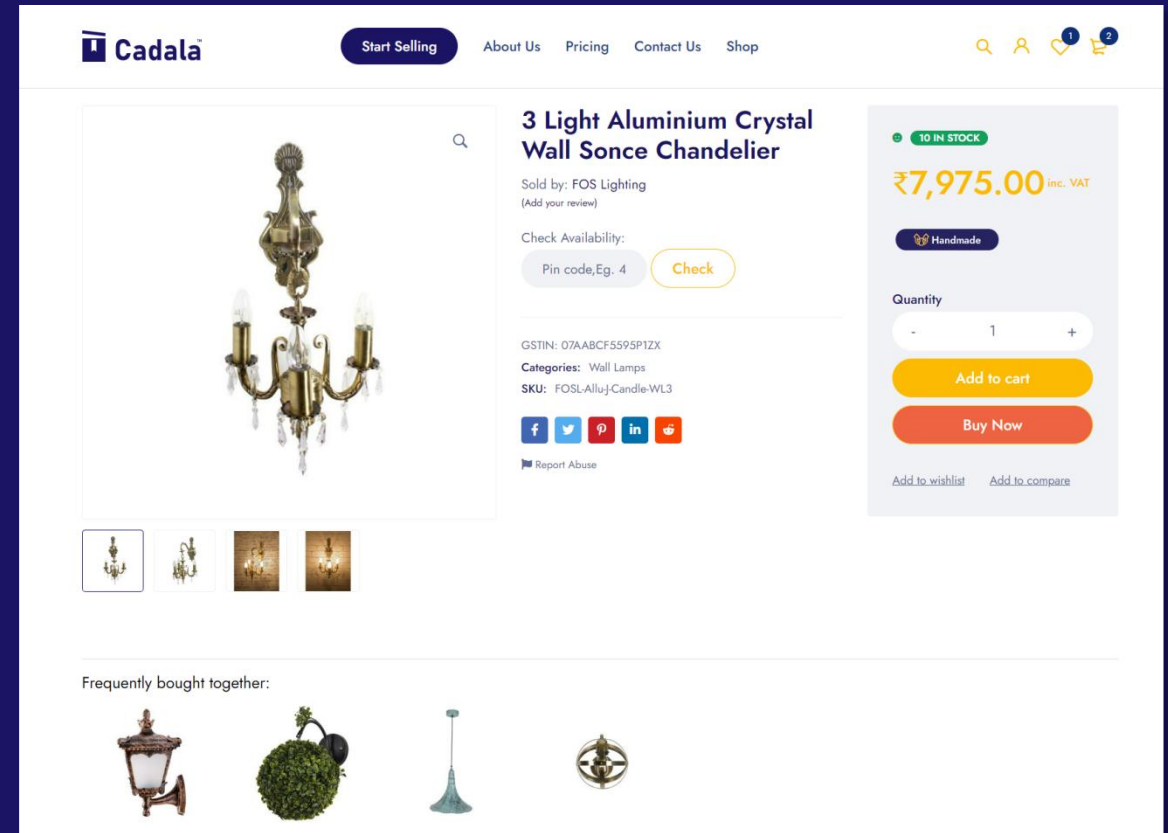 Cadala™
Start Selling
About Us
Pricing
Contact Us
Shop
1
2
3 Light Aluminium Crystal
Wall Sonce Chandelier
Sold by: FOS Lighting
(Add your review)
Check Availability:
Pin code,Eg. 4
Check
GSTIN: 07AABCF5595P1ZX
Categories: Wall Lamps
SKU: FOSL-Allu-J-Candle-WL3
Report Abuse
10 IN STOCK
₹7,975.00 inc. VAT
Handmade
Quantity
- 1 +
Add to cart
Buy Now
Add to wishlist
Add to compare
Frequently bought together: